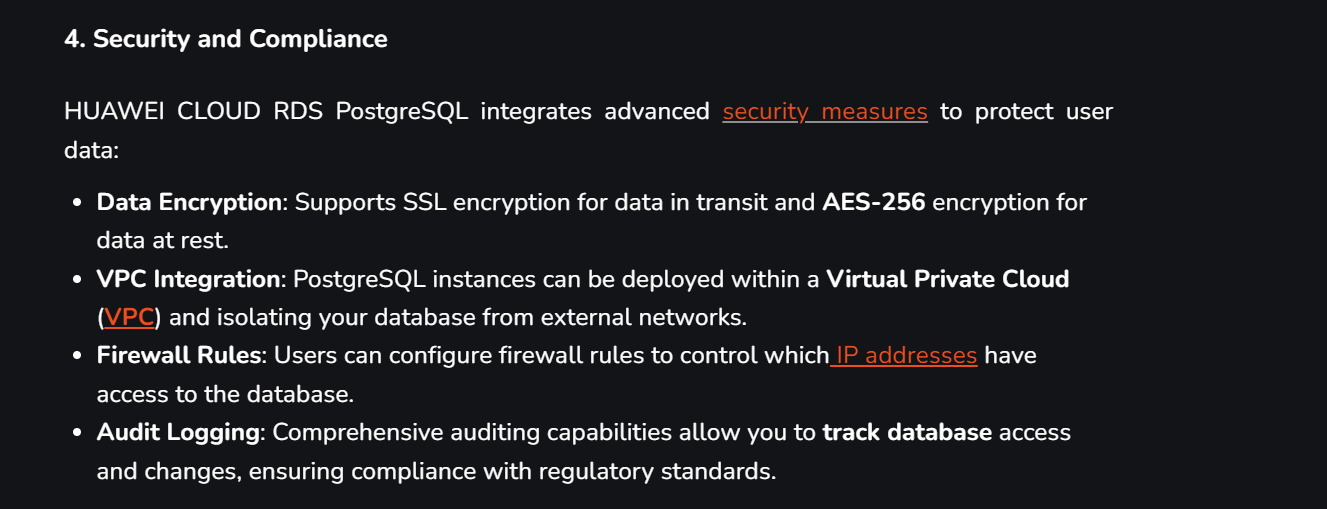 4. Security and Compliance
HUAWEI CLOUD RDS PostgreSQL integrates advanced security measures to protect user
data:
• Data Encryption: Supports SSL encryption for data in transit and AES-256 encryption for
data at rest.
• VPC Integration: PostgreSQL instances can be deployed within a Virtual Private Cloud
(VPC) and isolating your database from external networks.
• Firewall Rules: Users can configure firewall rules to control which IP addresses have
access to the database.
• Audit Logging: Comprehensive auditing capabilities allow you to track database access
and changes, ensuring compliance with regulatory standards.